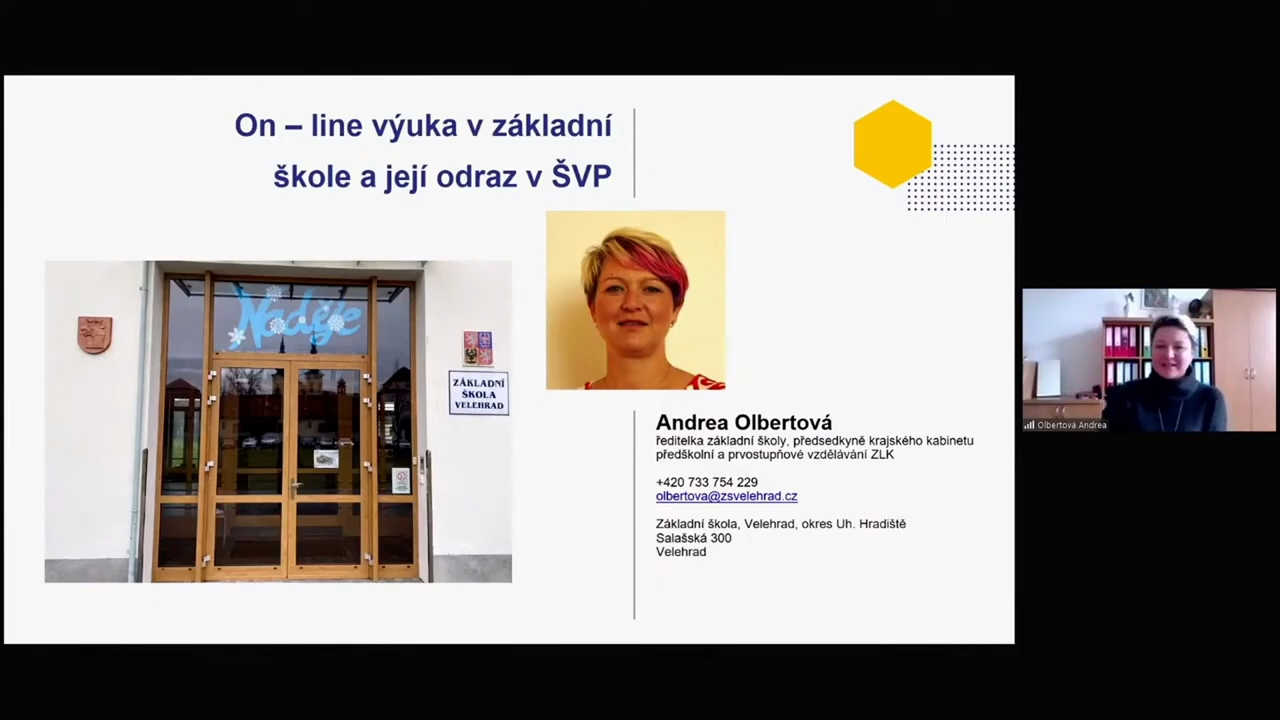 On – line výuka v základní
škole a její odraz v ŠVP
Naděje
ZÁKLADNÍ
ŠKOLA
VELEHRAD
Andrea Olbertová
ředitelka základní školy, předsedkyně krajského kabinetu
předškolní a prvostupňové vzdělávání ZLK
+420 733 754 229
olbertova@zsvelehrad.cz
Základní škola, Velehrad, okres Uh. Hradiště
Salašská 300
Velehrad
Olbertová Andrea